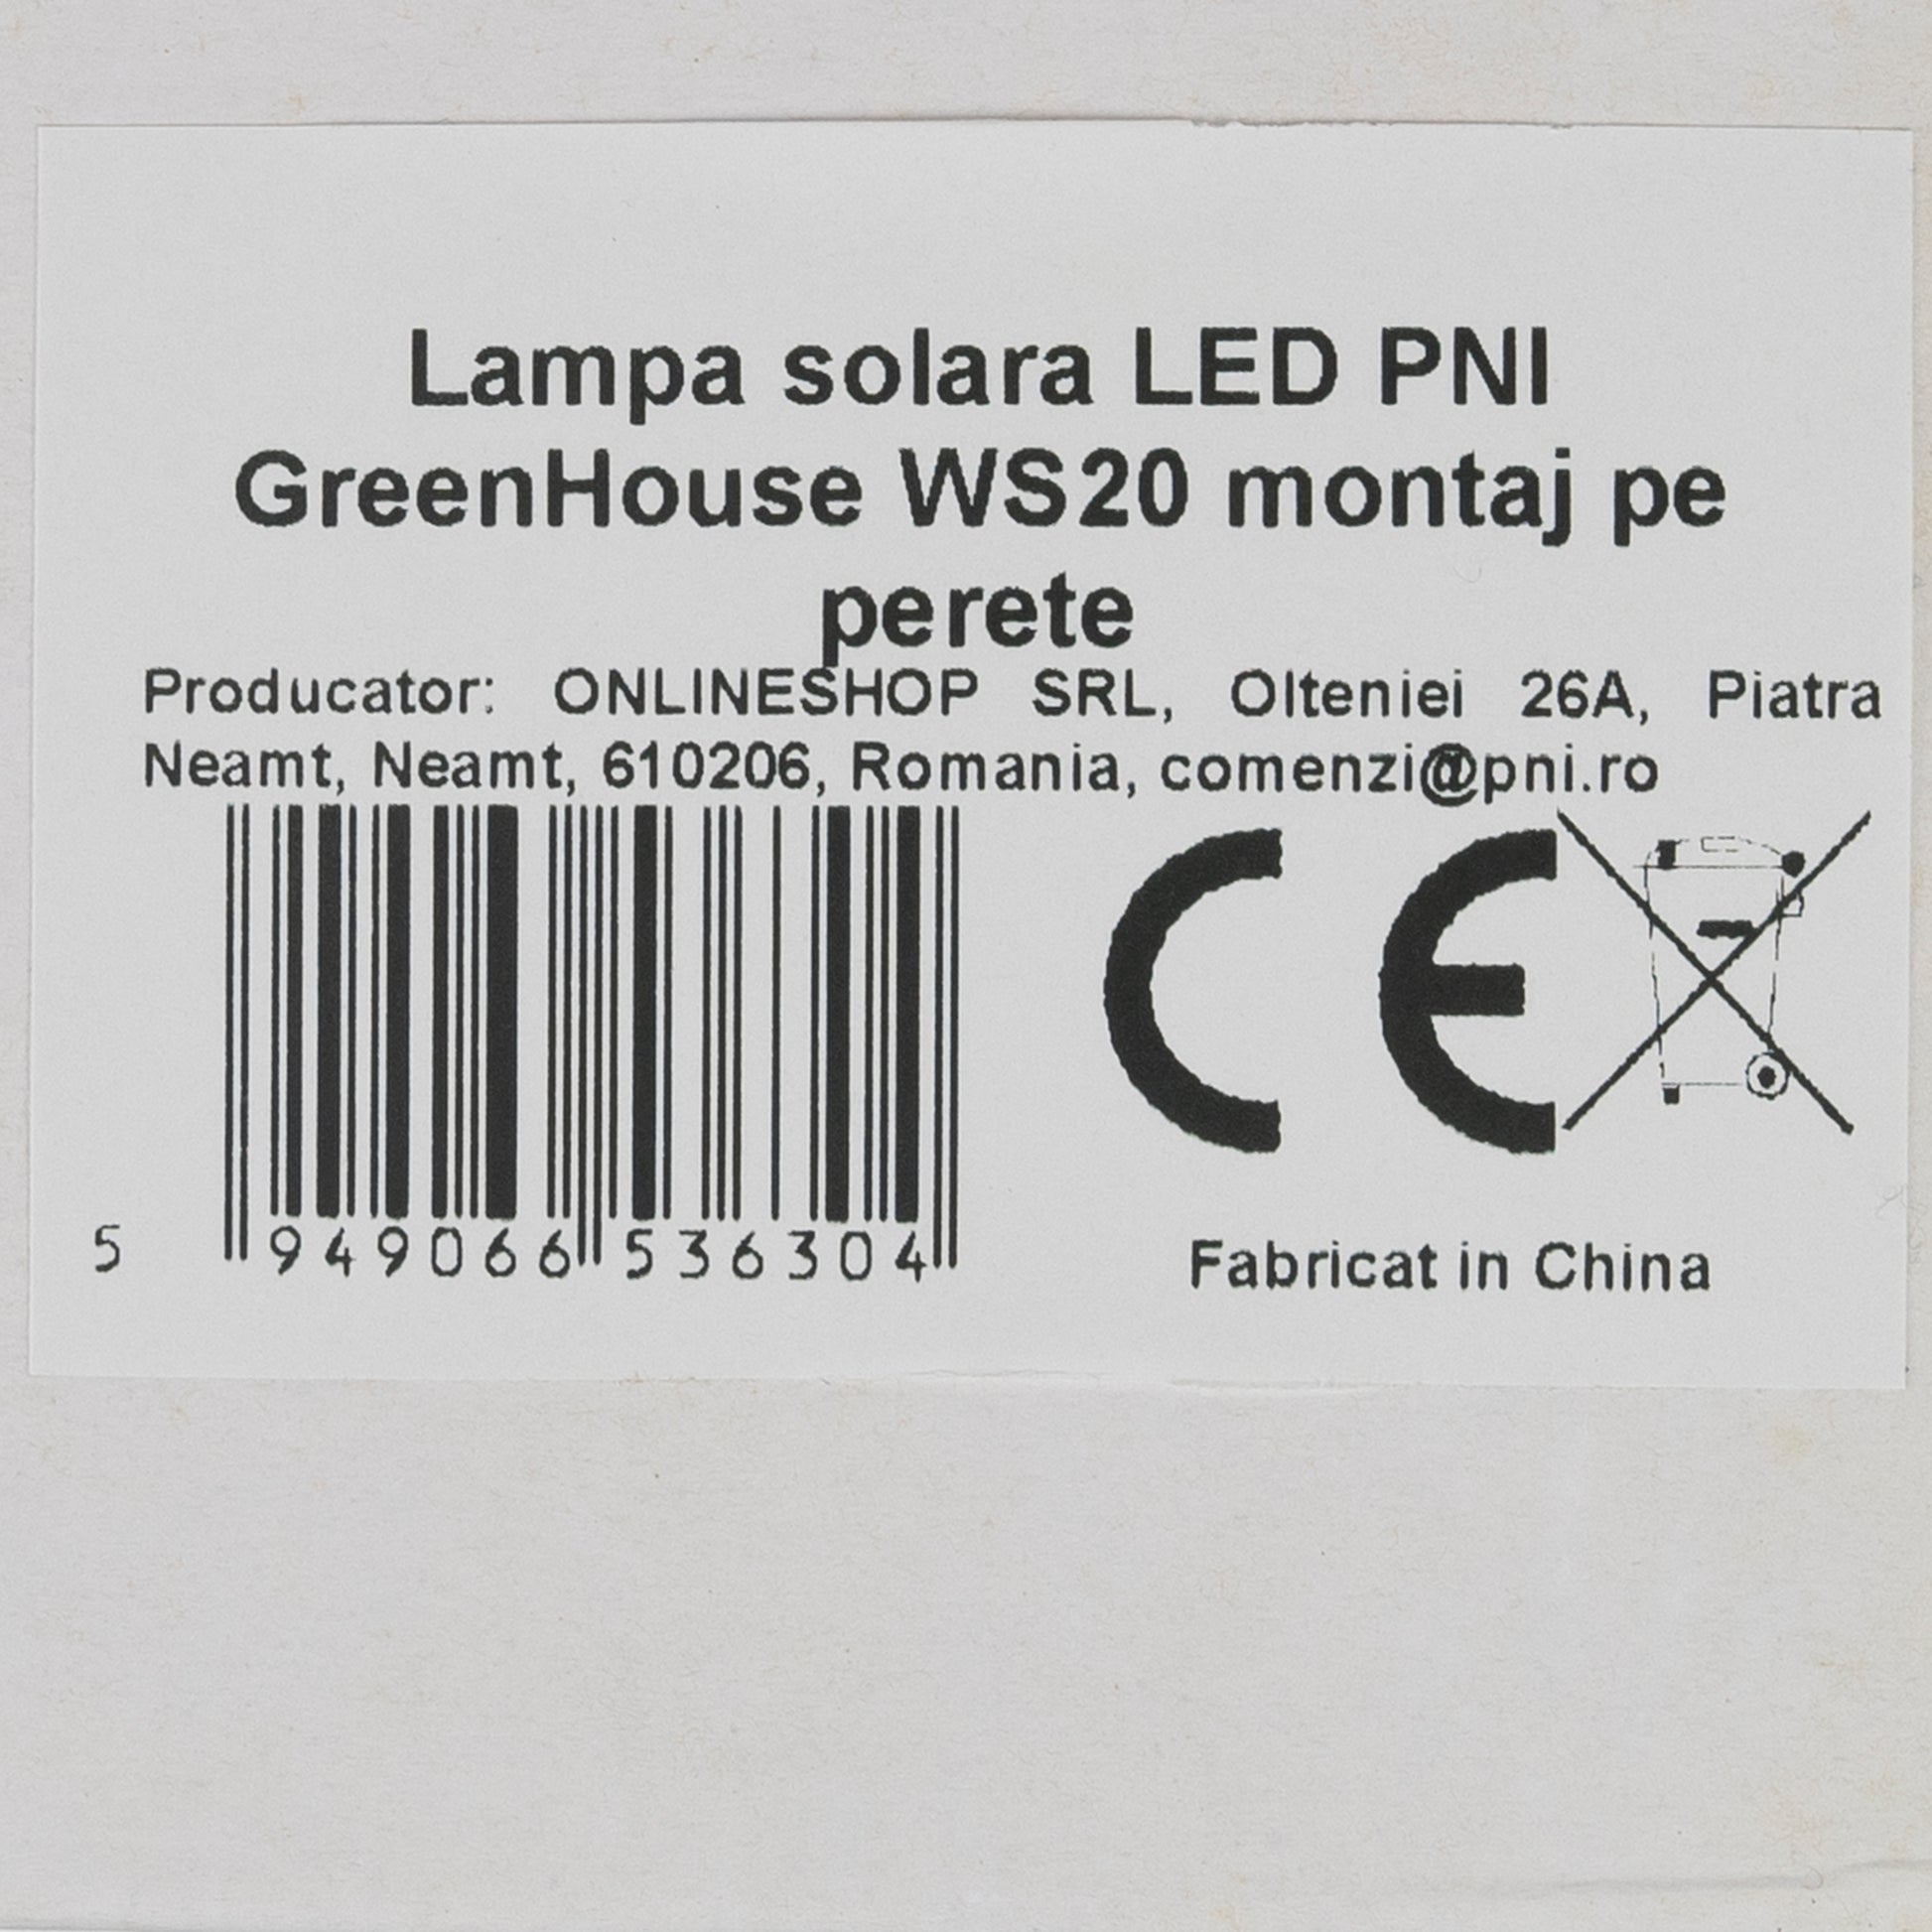 Lampa solara LED PNI
GreenHouse WS20 montaj pe
perete
Producator: ONLINESHOP SRL, Olteniei 26A, Piatra
Neamt, Neamt, 610206, Romania, comenzi@pni.ro
CE
5 949066 536304
Fabricat in China